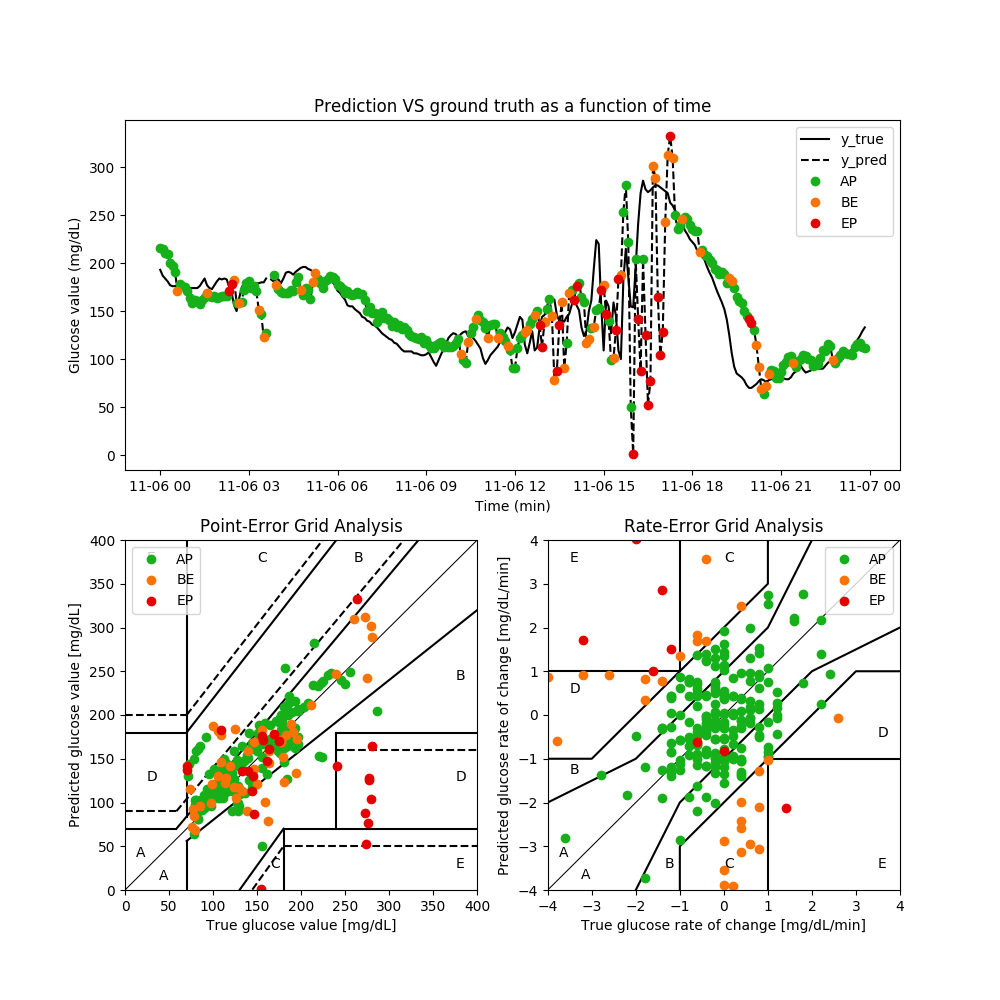 Prediction VS ground truth as a function of time
Glucose value (mg/dL)
300
250
200
150
100
50
0
y_true
y_pred
AP
BE
EP
11-06 00 11-06 03 11-06 06 11-06 09 11-06 12 11-06 15 11-06 18 11-06 21 11-07 00
Time (min)
Point-Error Grid Analysis
Predicted glucose value [mg/dL]
400
350
300
250
200
150
100
50
0
AP
BE
EP
C B
B
D D
A
A C E
0 50 100 150 200 250 300 350 400
True glucose value [mg/dL]
Rate-Error Grid Analysis
Predicted glucose rate of change [mg/dL/min]
4
3
2
1
0
−1
−2
−3
−4
E C
AP
BE
EP
D
D
B
A
A B C E
−4 −3 −2 −1 0 1 2 3 4
True glucose rate of change [mg/dL/min]